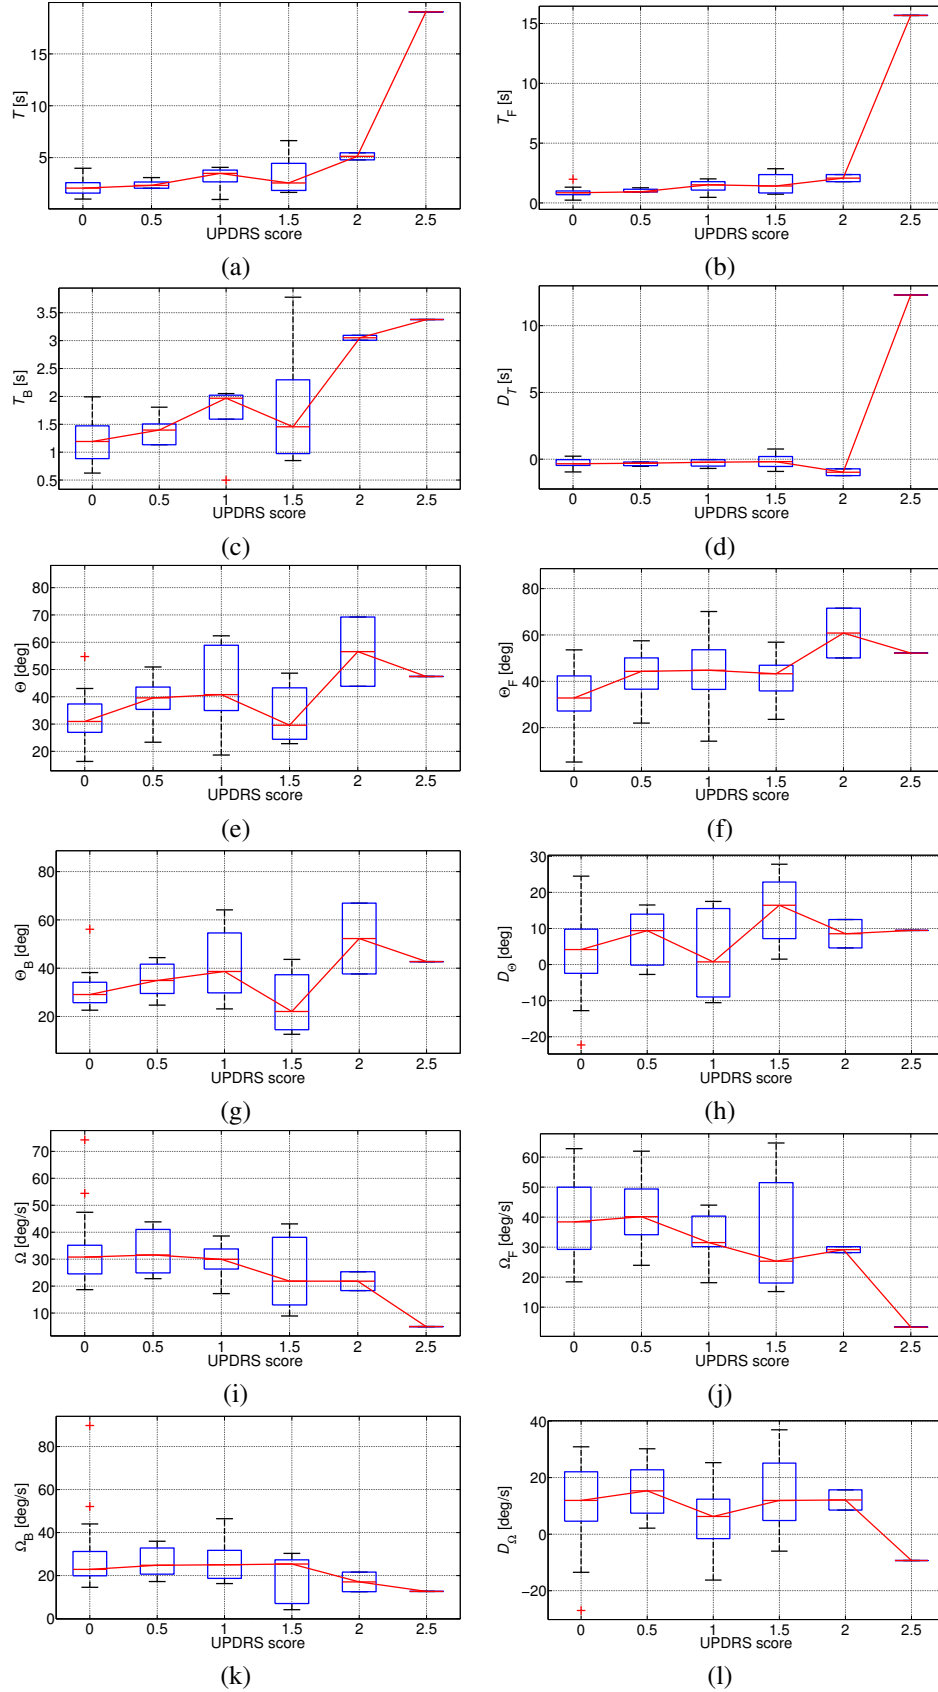 T [s]
15
10
5
0 0.5 1 1.5 2 2.5
UPDRS score
(a)
T_F [s]
15
10
5
0
0 0.5 1 1.5 2 2.5
UPDRS score
(b)
T_B [s]
3.5
3
2.5
2
1.5
1
0.5
0 0.5 1 1.5 2 2.5
UPDRS score
(c)
D_T [s]
10
5
0
0 0.5 1 1.5 2 2.5
UPDRS score
(d)
Θ [deg]
80
70
60
50
40
30
20
0 0.5 1 1.5 2 2.5
UPDRS score
(e)
Θ_F [deg]
80
60
40
20
0 0.5 1 1.5 2 2.5
UPDRS score
(f)
Θ_B [deg]
80
60
40
20
0 0.5 1 1.5 2 2.5
UPDRS score
(g)
D_Θ [deg]
30
20
10
0
−10
−20
0 0.5 1 1.5 2 2.5
UPDRS score
(h)
Ω [deg/s]
70
60
50
40
30
20
10
0 0.5 1 1.5 2 2.5
UPDRS score
(i)
Ω_F [deg/s]
60
50
40
30
20
10
0 0.5 1 1.5 2 2.5
UPDRS score
(j)
Ω_B [deg/s]
80
60
40
20
0
0 0.5 1 1.5 2 2.5
UPDRS score
(k)
D_Ω [deg/s]
40
20
0
−20
0 0.5 1 1.5 2 2.5
UPDRS score
(l)